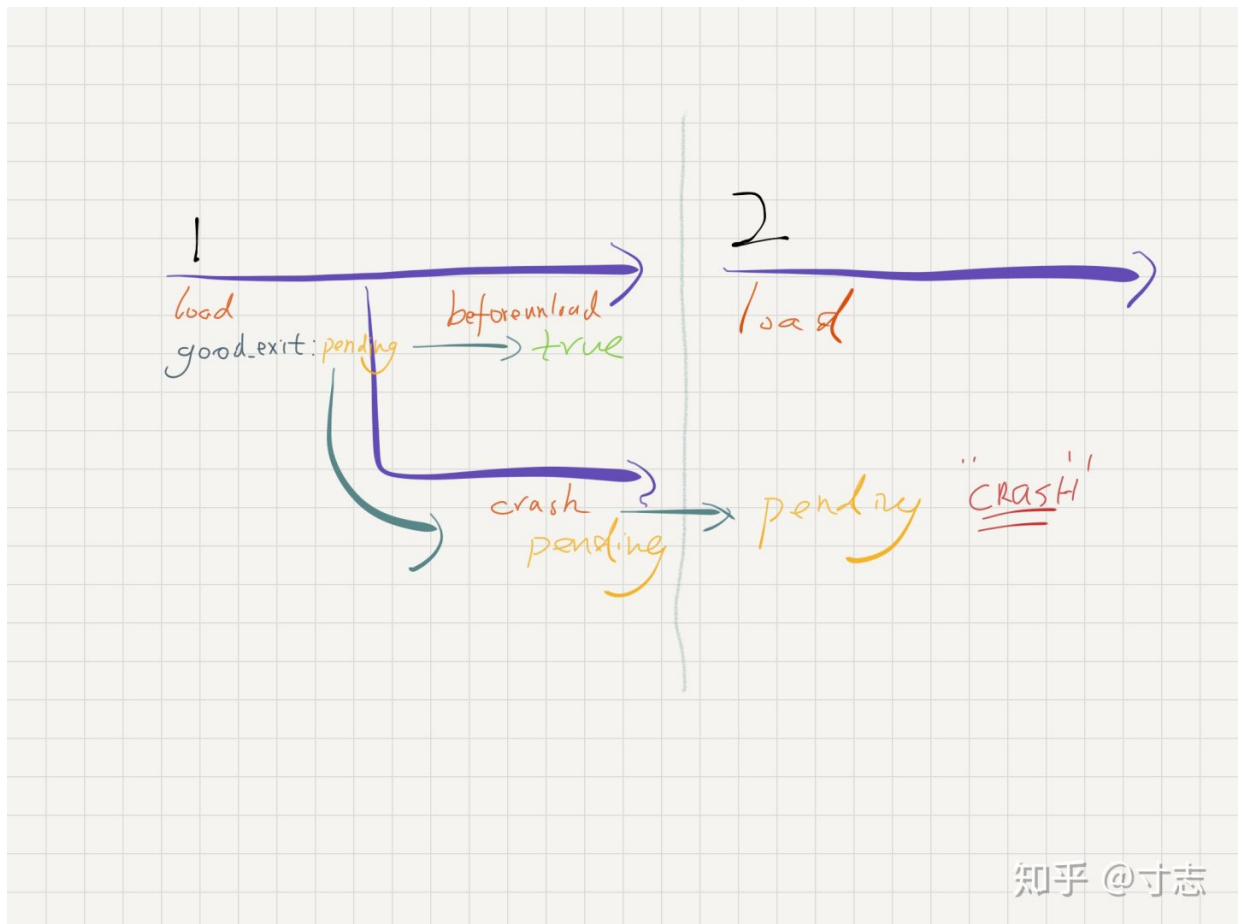 1
2
load
beforeunload
load
good_exit: pending
true
crash
pending
pending
"CRASH"
知乎 @寸志